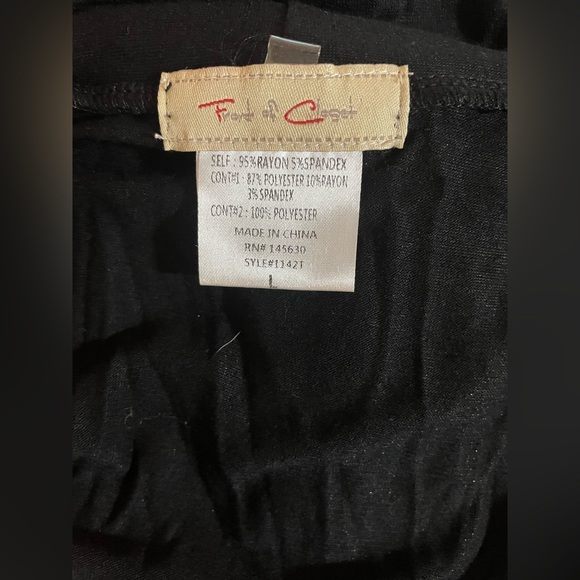 Front of Closet
SELF : 95%RAYON 5%SPANDEX
CONT#1 : 87% POLYESTER 10%RAYON
3%SPANDEX
CONT#2 : 100% POLYESTER
MADE IN CHINA
RN# 145630
SYLE#1142T
L